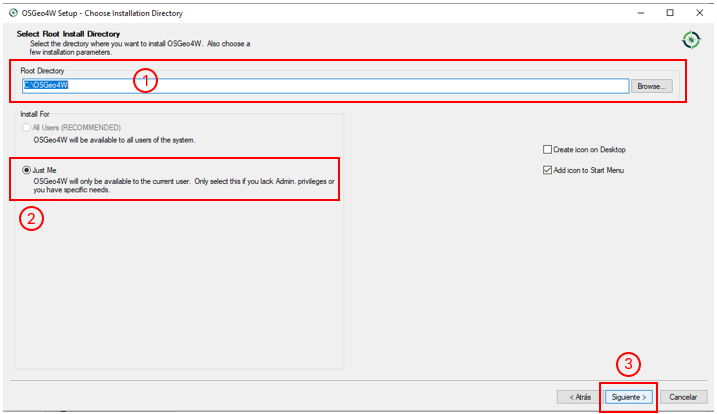 OSGeo4W Setup - Choose Installation Directory
Select Root Install Directory
Select the directory where you want to install OSGeo4W. Also choose a
few installation parameters.
Root Directory
1
C:\OSGeo4W
Browse...
Install For
All Users (RECOMMENDED)
OSGeo4W will be available to all users of the system.
Create icon on Desktop
Just Me
Add icon to Start Menu
OSGeo4W will only be available to the current user. Only select this if you lack Admin. privileges or
you have specific needs.
2
3
< Atrás
Siguiente >
Cancelar